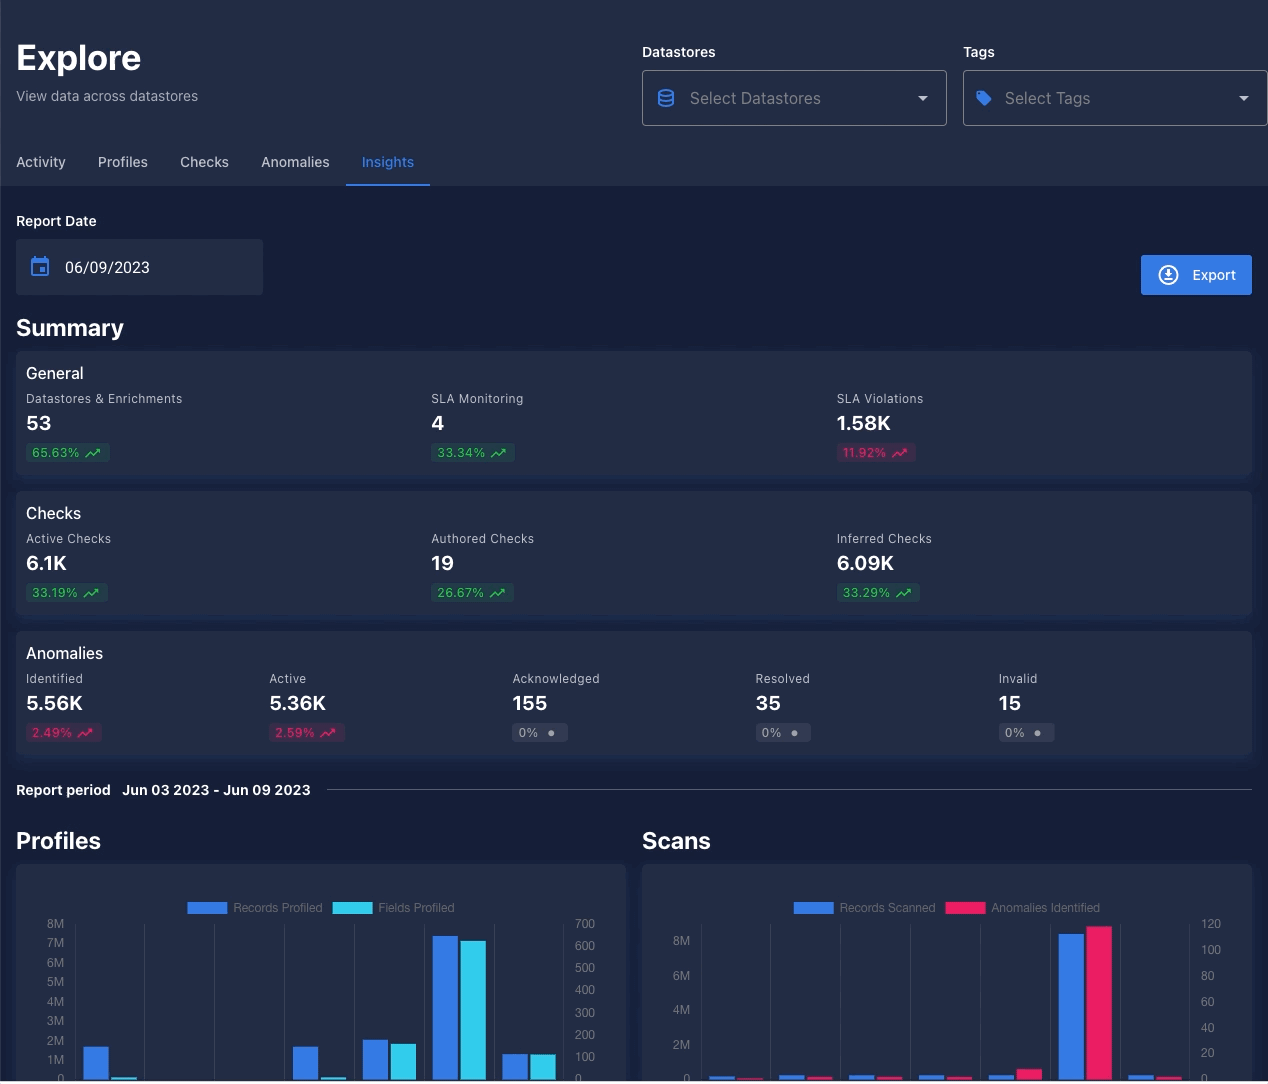 Explore
View data across datastores
Datastores
Select Datastores
Tags
Select Tags
Activity Profiles Checks Anomalies Insights
Report Date
06/09/2023
Export
Summary
General
Datastores & Enrichments SLA Monitoring SLA Violations
53 4 1.58K
65.63% 33.34% 11.92%
Checks
Active Checks Authored Checks Inferred Checks
6.1K 19 6.09K
33.19% 26.67% 33.29%
Anomalies
Identified Active Acknowledged Resolved Invalid
5.56K 5.36K 155 35 15
2.49% 2.59% 0% 0% 0%
Report period Jun 03 2023 - Jun 09 2023
Profiles
Records Profiled Fields Profiled
8M
7M
6M
5M
4M
3M
2M
1M
0
700
600
500
400
300
200
100
0
Scans
Records Scanned Anomalies Identified
8M
6M
4M
2M
0
120
100
80
60
40
20
0